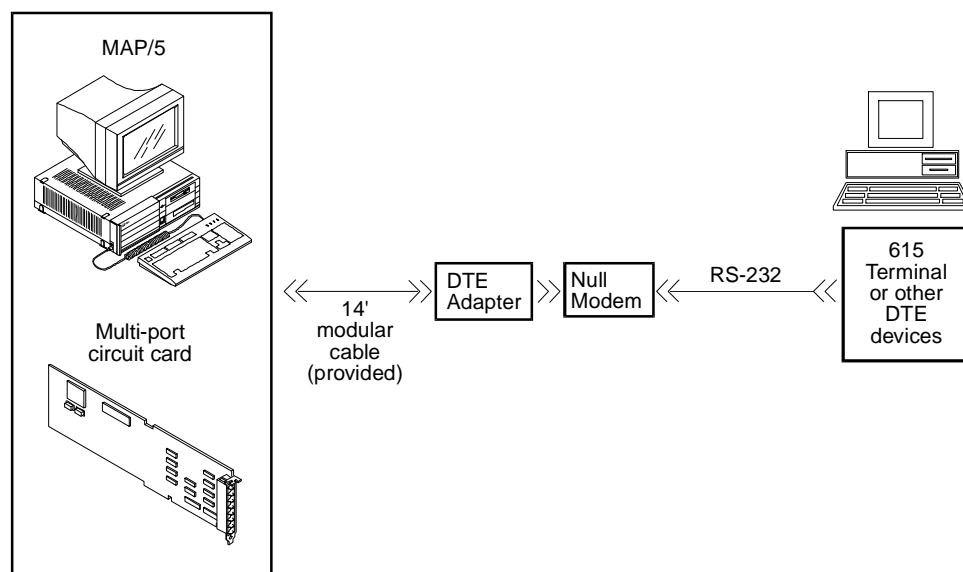 MAP/5
Multi-port
circuit card
14'
modular
cable
(provided)
DTE
Adapter
Null
Modem
RS-232
615
Terminal
or other
DTE
devices